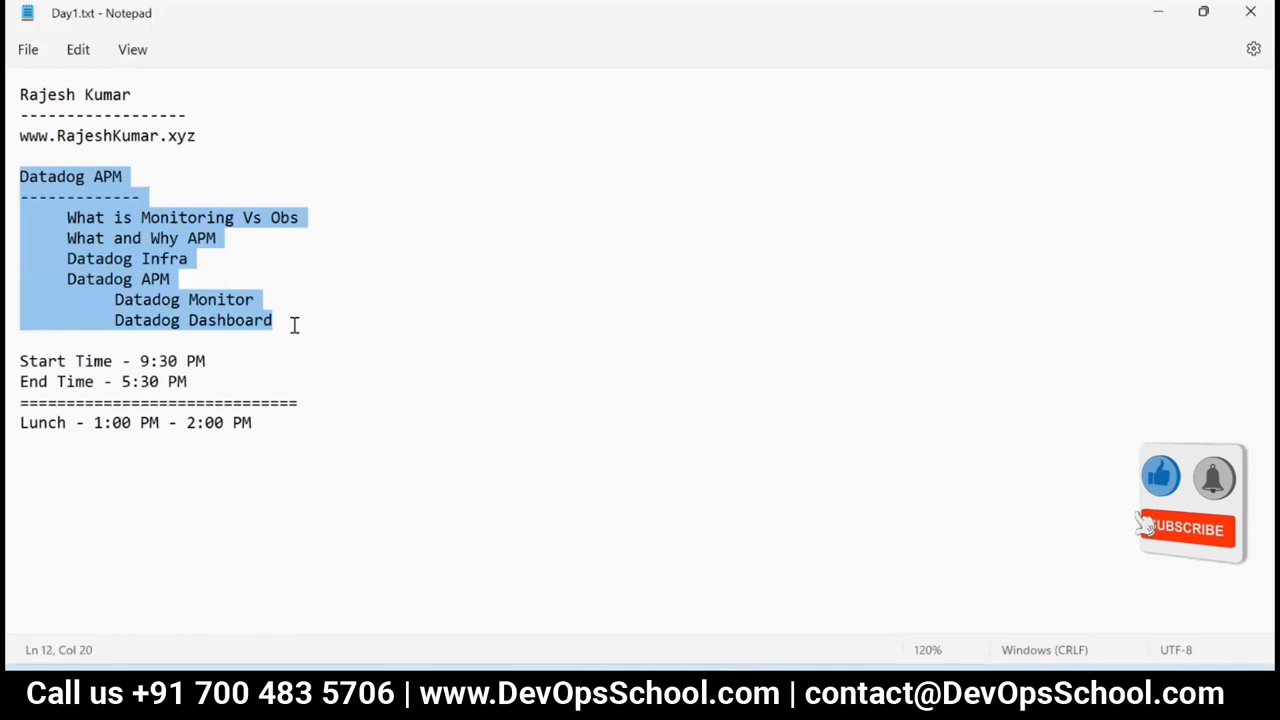 Day1.txt - Notepad
File Edit View
Rajesh Kumar
------------------
www.RajeshKumar.xyz
Datadog APM
-------------
What is Monitoring Vs Obs
What and Why APM
Datadog Infra
Datadog APM
Datadog Monitor
Datadog Dashboard
Start Time - 9:30 PM
End Time - 5:30 PM
==============================
Lunch - 1:00 PM - 2:00 PM
SUBSCRIBE
Ln 12, Col 20 120% Windows (CRLF) UTF-8
Call us +91 700 483 5706 | www.DevOpsSchool.com | contact@DevOpsSchool.com